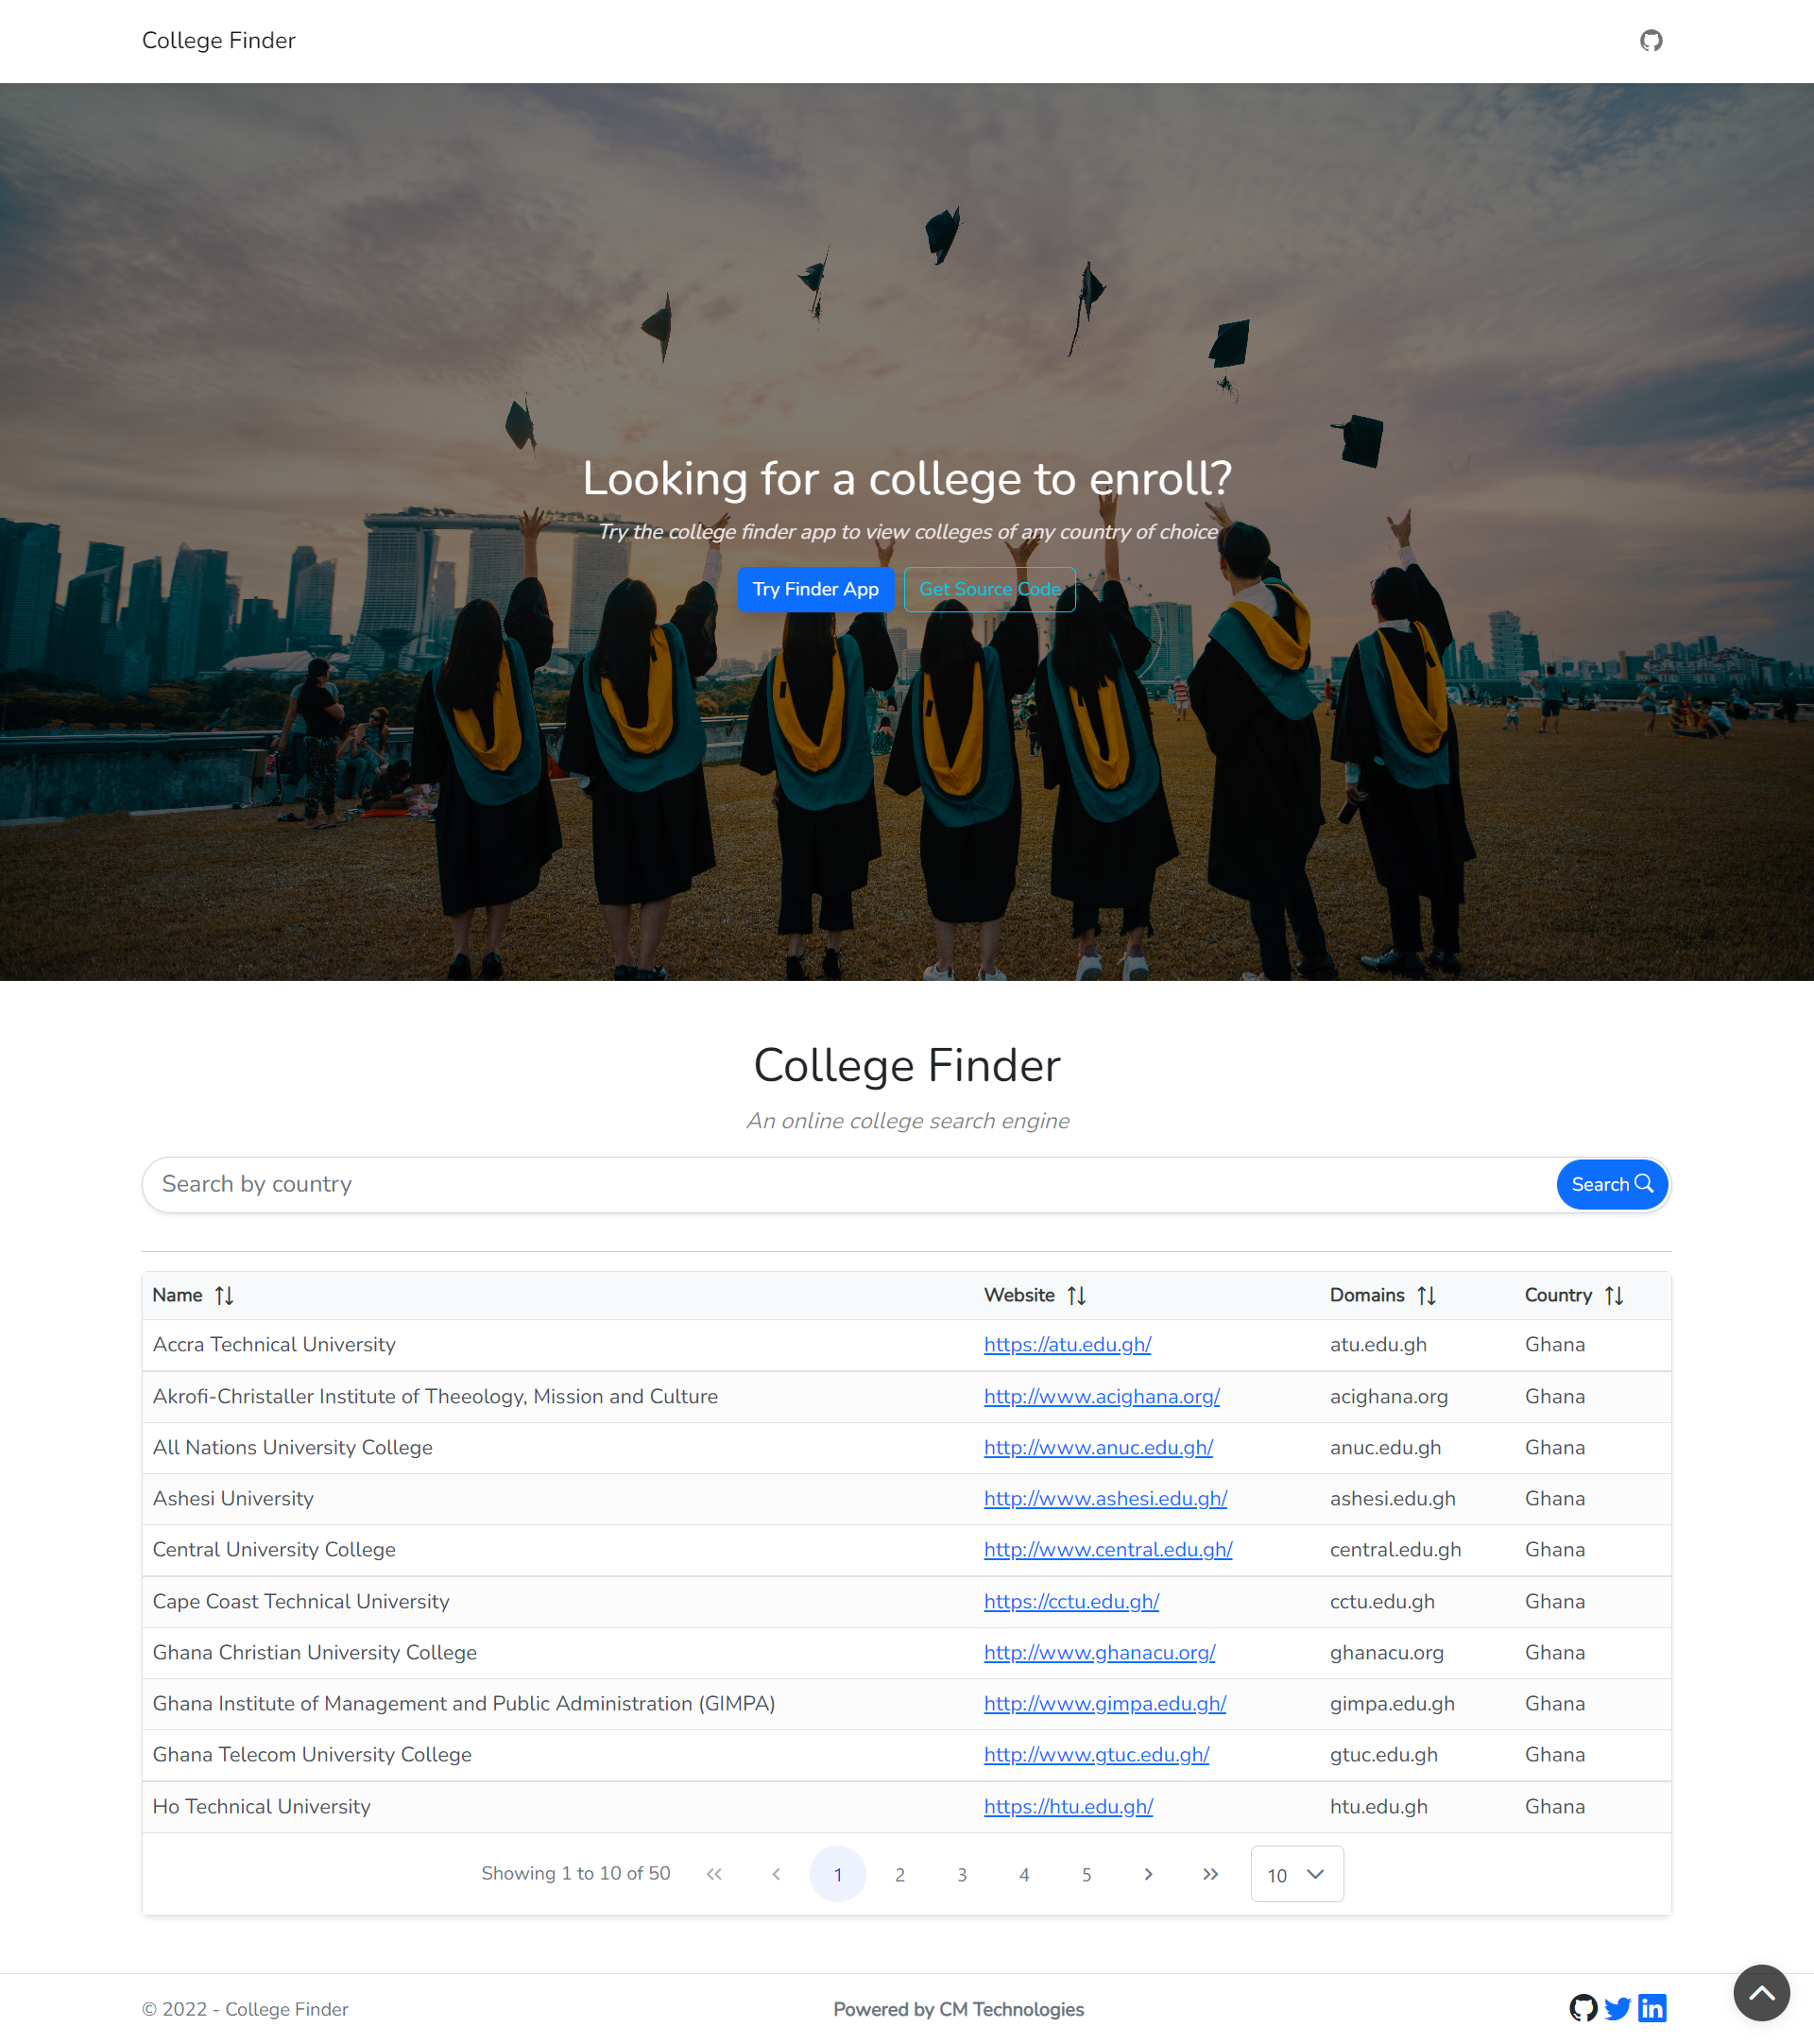 College Finder
Looking for a college to enroll?
Try the college finder app to view colleges of any country of choice
Try Finder App Get Source Code
College Finder
An online college search engine
Search by country Search
Name Website Domains Country
Accra Technical University https://atu.edu.gh/ atu.edu.gh Ghana
Akrofi-Christaller Institute of Theeology, Mission and Culture http://www.acighana.org/ acighana.org Ghana
All Nations University College http://www.anuc.edu.gh/ anuc.edu.gh Ghana
Ashesi University http://www.ashesi.edu.gh/ ashesi.edu.gh Ghana
Central University College http://www.central.edu.gh/ central.edu.gh Ghana
Cape Coast Technical University https://cctu.edu.gh/ cctu.edu.gh Ghana
Ghana Christian University College http://www.ghanacu.org/ ghanacu.org Ghana
Ghana Institute of Management and Public Administration (GIMPA) http://www.gimpa.edu.gh/ gimpa.edu.gh Ghana
Ghana Telecom University College http://www.gtuc.edu.gh/ gtuc.edu.gh Ghana
Ho Technical University https://htu.edu.gh/ htu.edu.gh Ghana
Showing 1 to 10 of 50 « ‹ 1 2 3 4 5 › » 10
© 2022 - College Finder Powered by CM Technologies in